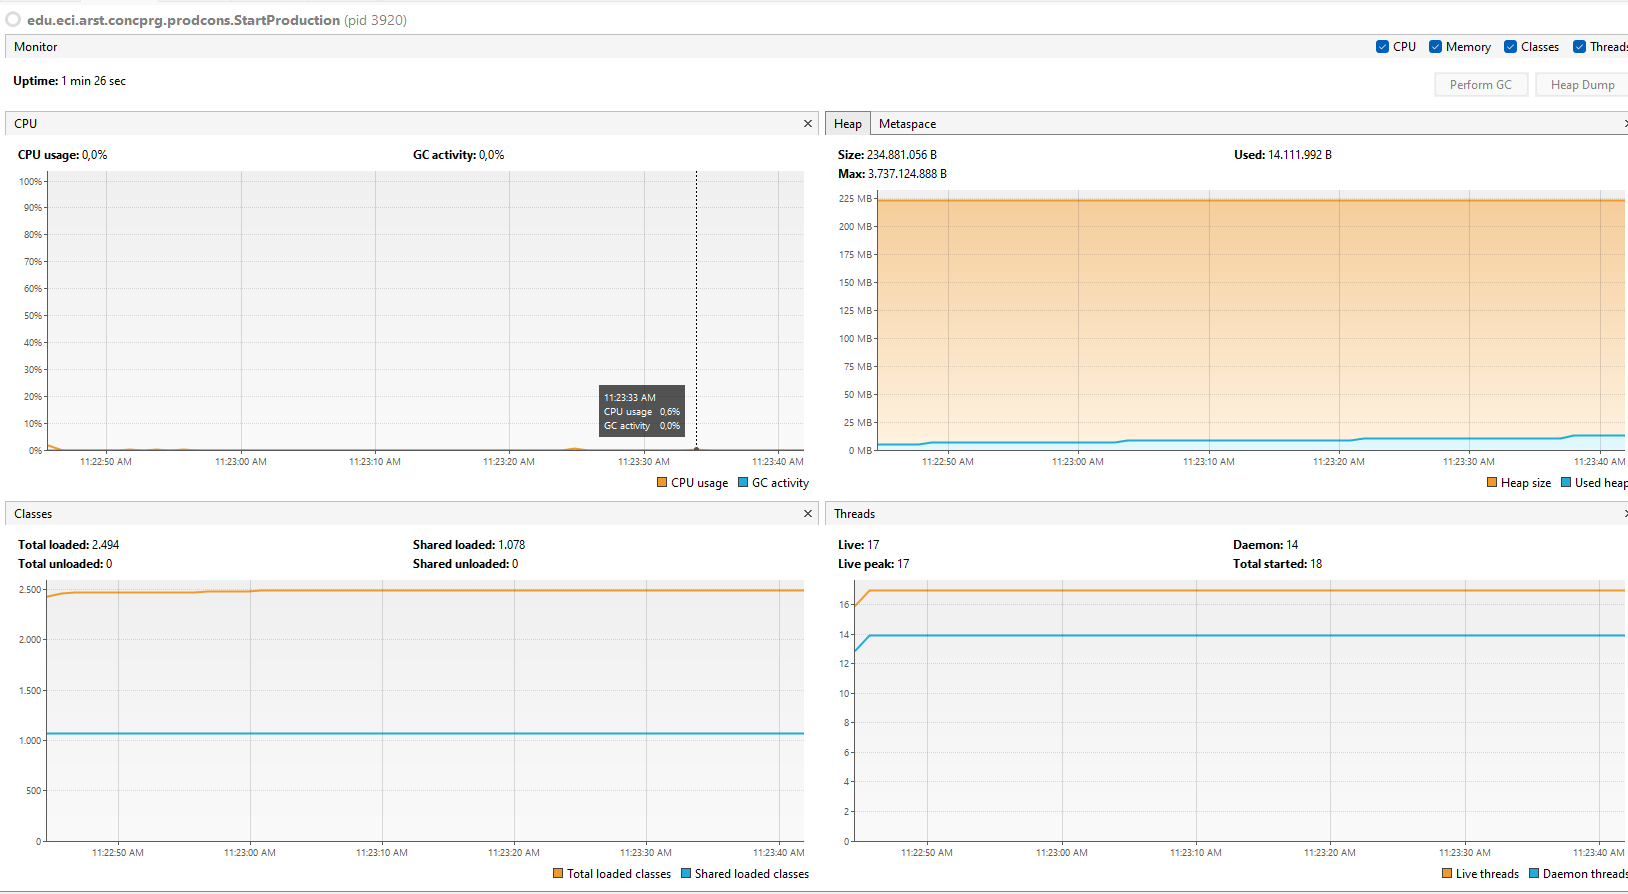 edu.eci.arst.concprg.prodcons.StartProduction (pid 3920)
Monitor
CPU Memory Classes Threads
Uptime: 1 min 26 sec
Perform GC Heap Dump
CPU
CPU usage: 0,0% GC activity: 0,0%
100%
90%
80%
70%
60%
50%
40%
30%
20%
10%
0%
11:23:33 AM
CPU usage 0,6%
GC activity 0,0%
11:22:50 AM 11:23:00 AM 11:23:10 AM 11:23:20 AM 11:23:30 AM 11:23:40 AM
CPU usage GC activity
Heap Metaspace
Size: 234.881.056 B Used: 14.111.992 B
Max: 3.737.124.888 B
225 MB
200 MB
175 MB
150 MB
125 MB
100 MB
75 MB
50 MB
25 MB
0 MB
11:22:50 AM 11:23:00 AM 11:23:10 AM 11:23:20 AM 11:23:30 AM 11:23:40 AM
Heap size Used heap
Classes
Total loaded: 2.494 Shared loaded: 1.078
Total unloaded: 0 Shared unloaded: 0
2.500
2.000
1.500
1.000
500
0
11:22:50 AM 11:23:00 AM 11:23:10 AM 11:23:20 AM 11:23:30 AM 11:23:40 AM
Total loaded classes Shared loaded classes
Threads
Live: 17 Daemon: 14
Live peak: 17 Total started: 18
16
14
12
10
8
6
4
2
0
11:22:50 AM 11:23:00 AM 11:23:10 AM 11:23:20 AM 11:23:30 AM 11:23:40 AM
Live threads Daemon threads